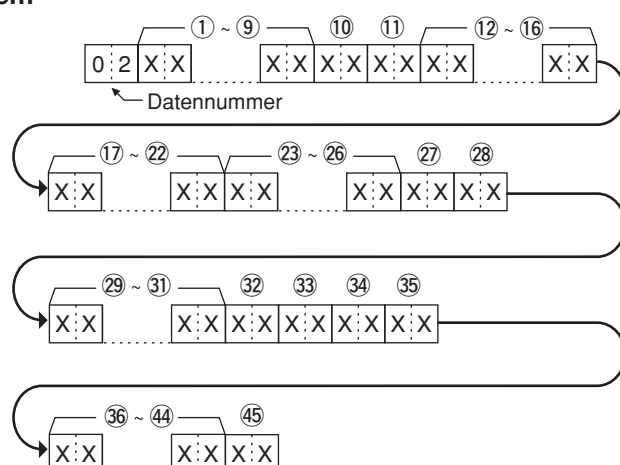 ① ~ ⑨ ⑩ ⑪ ⑫ ~ ⑯
0 2 X X X X X X X X X X X X
Datennummer
⑰ ~ ㉒ ㉓ ~ ㉖ ㉗ ㉘
X X X X X X X X X X X X
㉙ ~ ㉛ ㉜ ㉝ ㉞ ㉟
X X X X X X X X X X X X
㊱ ~ ㊹ ㊺
X X X X X X